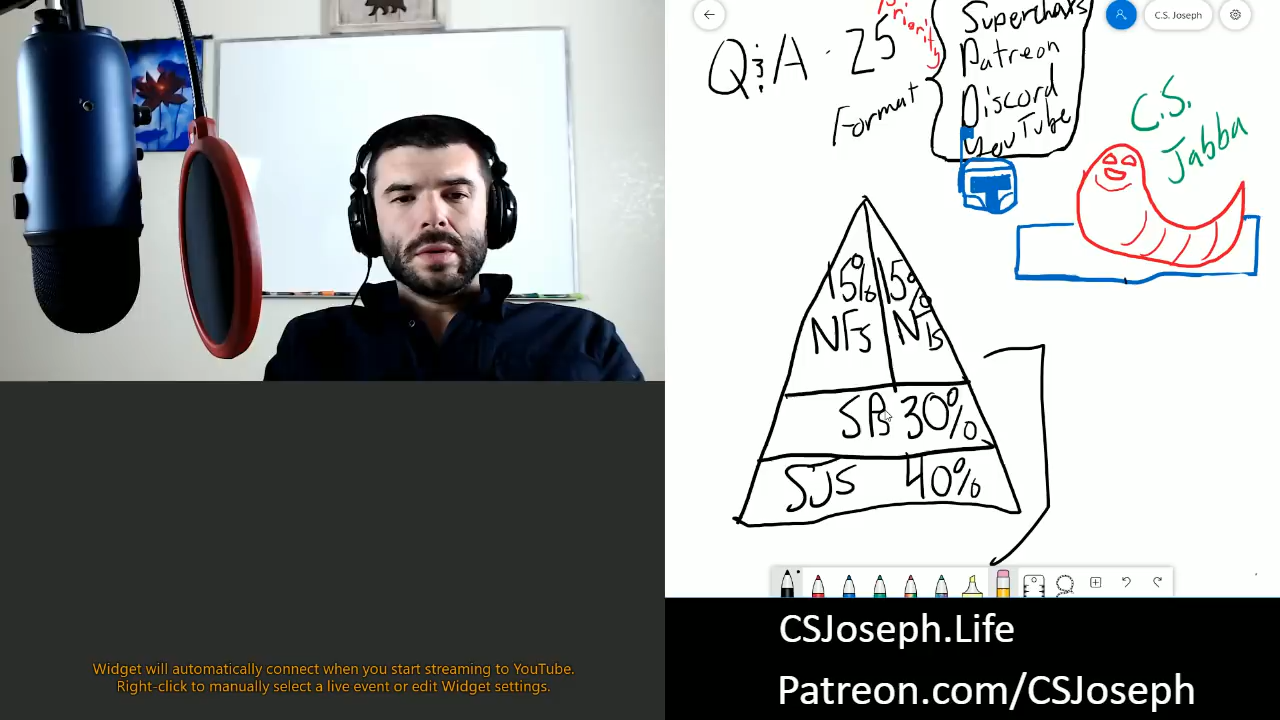 Superchats
Priority
Patreon
Discord
YouTube
Q & A · 25
Format
C.S. Joseph
C.S.
Jabba
15% 15%
NFs NTs
SPs 30%
SJs 40%
CSJoseph.Life
Patreon.com/CSJoseph
Widget will automatically connect when you start streaming to YouTube.
Right-click to manually select a live event or edit Widget settings.